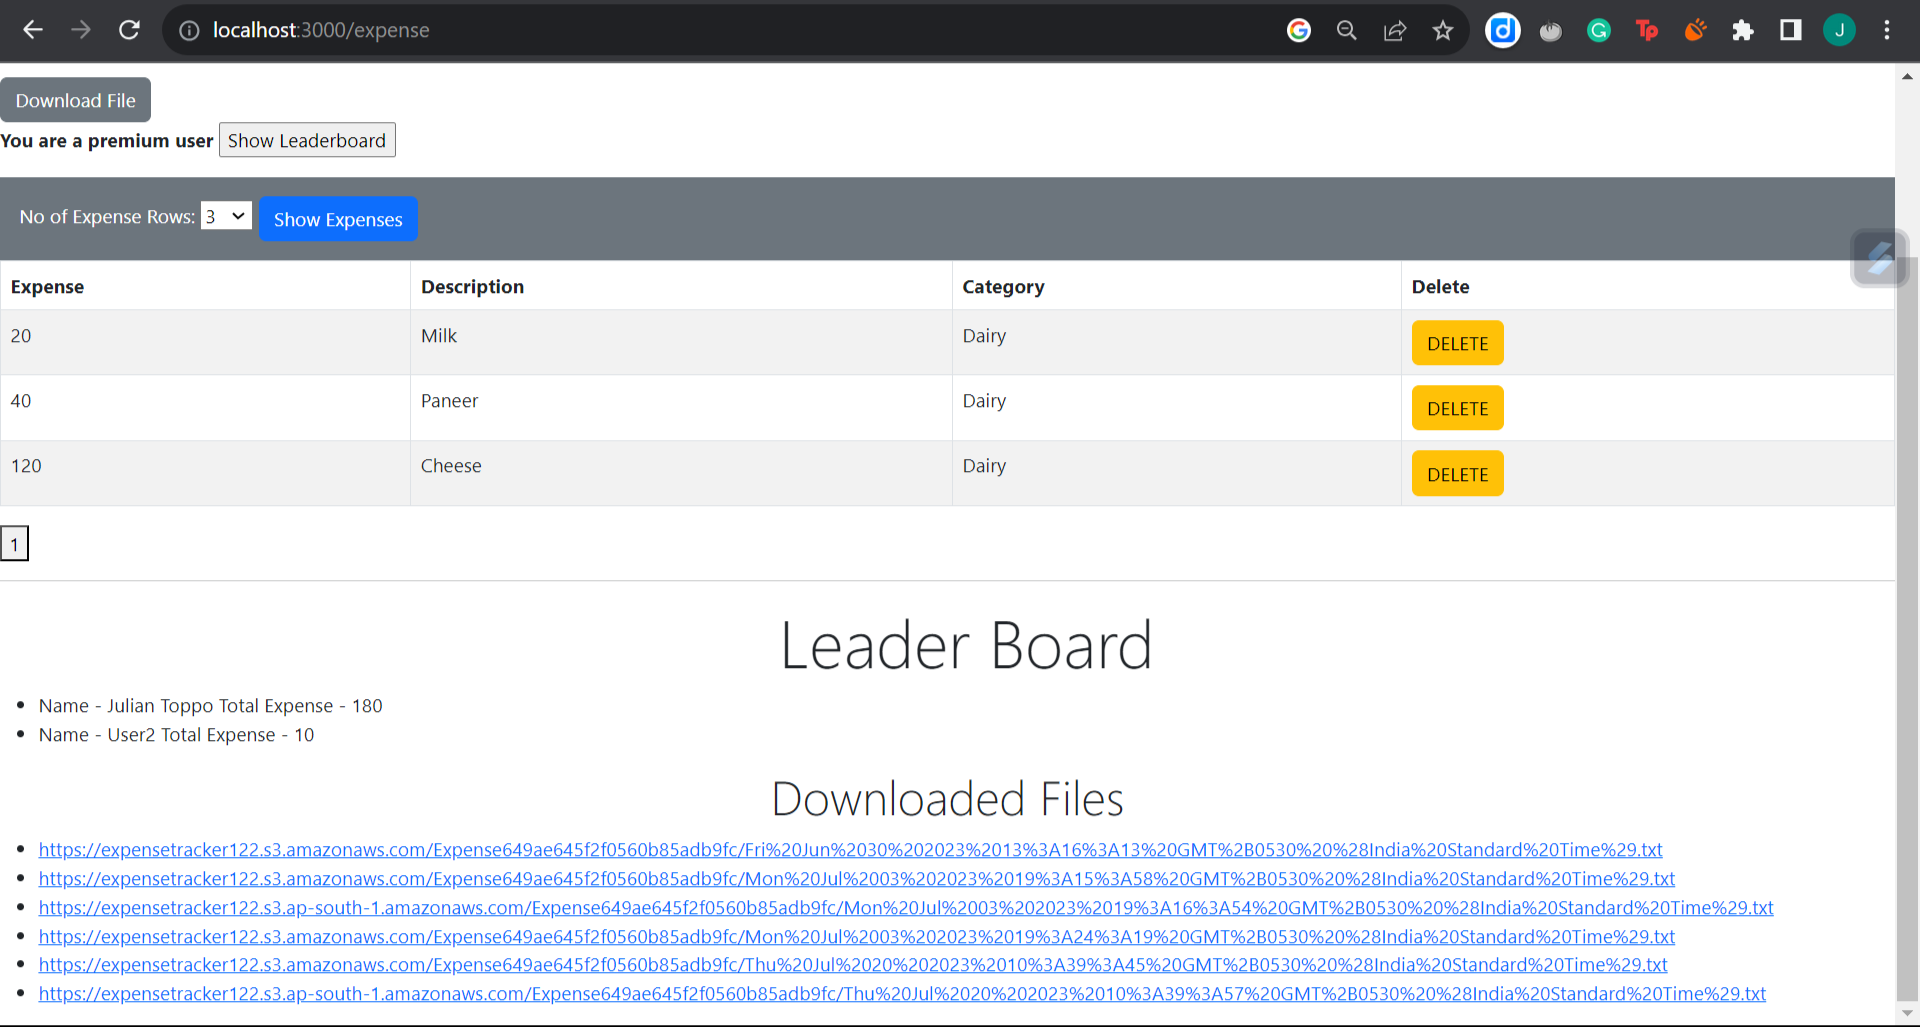 localhost:3000/expense
Download File
You are a premium user Show Leaderboard
No of Expense Rows: 3 Show Expenses
Expense Description Category Delete
20 Milk Dairy DELETE
40 Paneer Dairy DELETE
120 Cheese Dairy DELETE
1
Leader Board
Name - Julian Toppo Total Expense - 180
Name - User2 Total Expense - 10
Downloaded Files
https://expensetracker122.s3.amazonaws.com/Expense649ae645f2f0560b85adb9fc/Fri%20Jun%2030%202023%2013%3A16%3A13%20GMT%2B0530%20%28India%20Standard%20Time%29.txt
https://expensetracker122.s3.amazonaws.com/Expense649ae645f2f0560b85adb9fc/Mon%20Jul%2003%202023%2019%3A15%3A58%20GMT%2B0530%20%28India%20Standard%20Time%29.txt
https://expensetracker122.s3.ap-south-1.amazonaws.com/Expense649ae645f2f0560b85adb9fc/Mon%20Jul%2003%202023%2019%3A16%3A54%20GMT%2B0530%20%28India%20Standard%20Time%29.txt
https://expensetracker122.s3.amazonaws.com/Expense649ae645f2f0560b85adb9fc/Mon%20Jul%2003%202023%2019%3A24%3A19%20GMT%2B0530%20%28India%20Standard%20Time%29.txt
https://expensetracker122.s3.amazonaws.com/Expense649ae645f2f0560b85adb9fc/Thu%20Jul%2020%202023%2010%3A39%3A45%20GMT%2B0530%20%28India%20Standard%20Time%29.txt
https://expensetracker122.s3.ap-south-1.amazonaws.com/Expense649ae645f2f0560b85adb9fc/Thu%20Jul%2020%202023%2010%3A39%3A57%20GMT%2B0530%20%28India%20Standard%20Time%29.txt